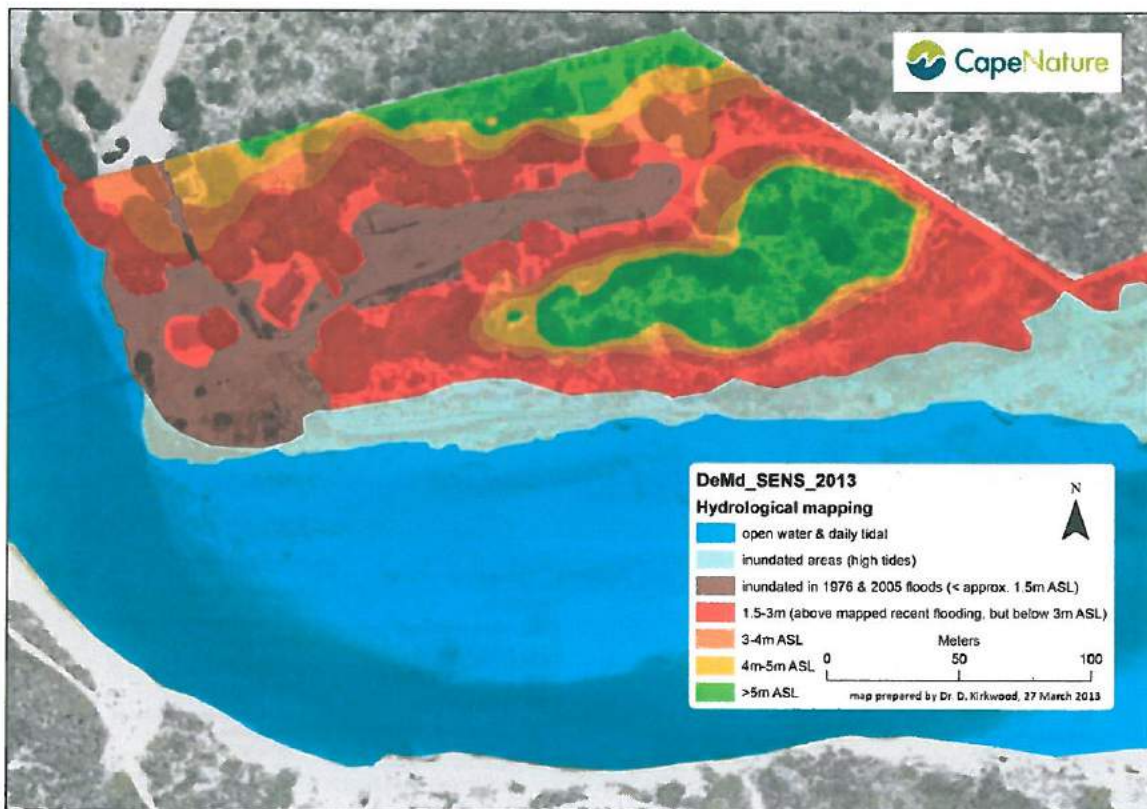 CapeNature
DeMd_SENS_2013
Hydrological mapping
N
open water & daily tidal
inundated areas (high tides)
inundated in 1976 & 2005 floods (< approx. 1.5m ASL)
1.5-3m (above mapped recent flooding, but below 3m ASL)
3-4m ASL
4m-5m ASL
>5m ASL
Meters
0 50 100
map prepared by Dr. D. Kirkwood, 27 March 2013